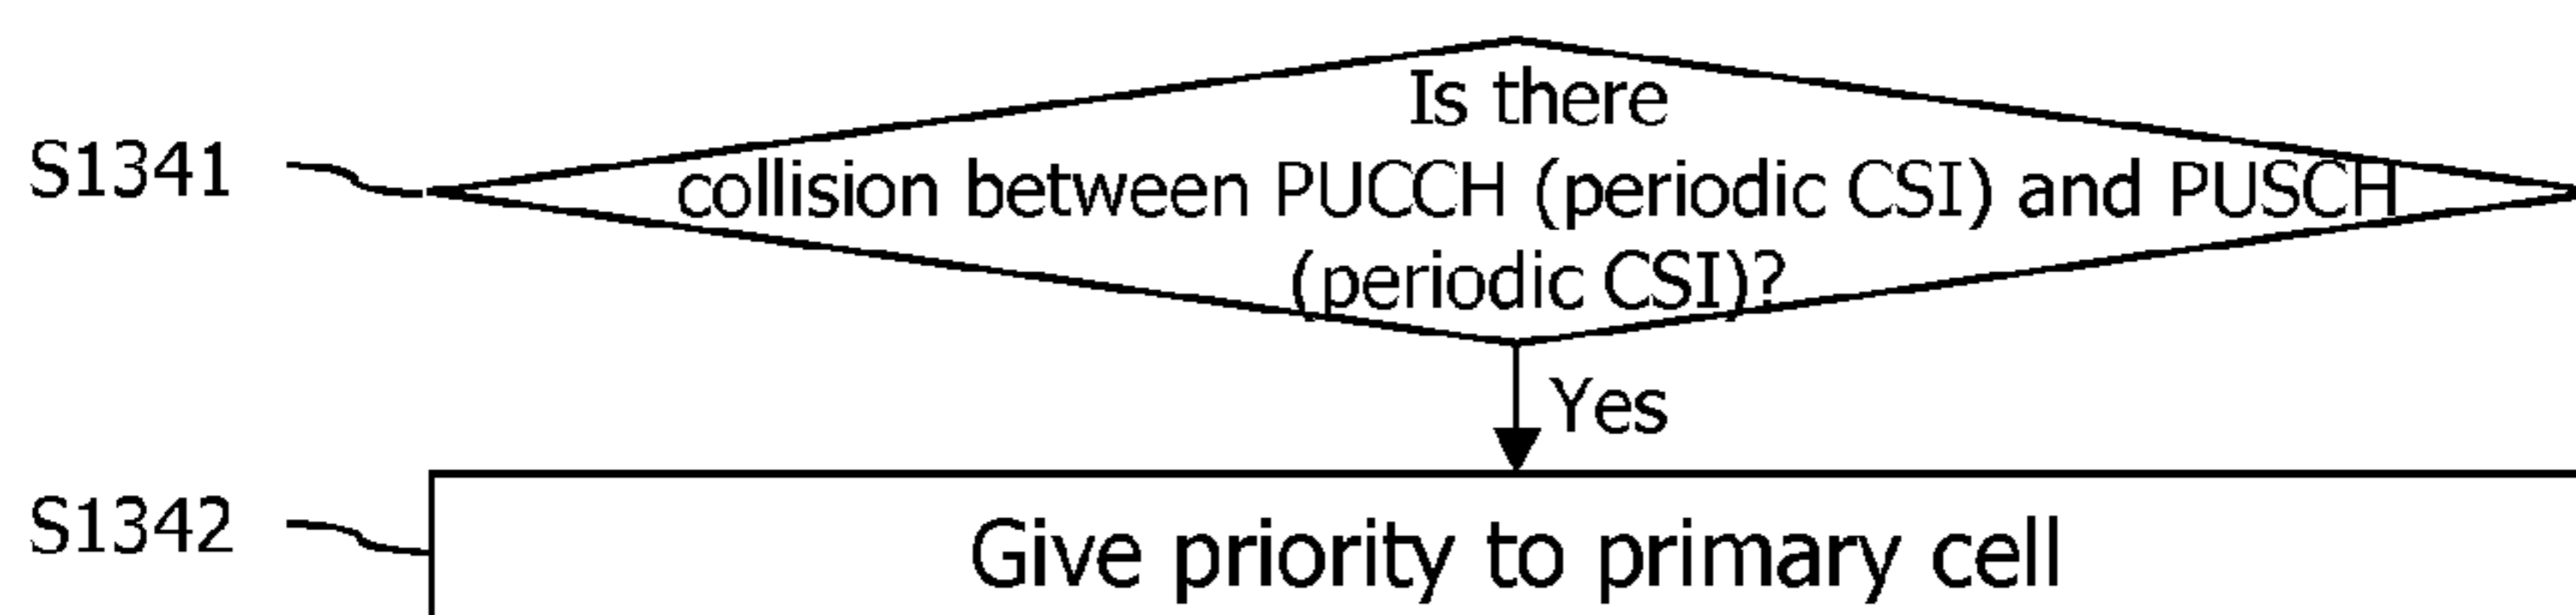 Is there
S1341 collision between PUCCH (periodic CSI) and PUSCH
(periodic CSI)?
Yes
S1342 Give priority to primary cell